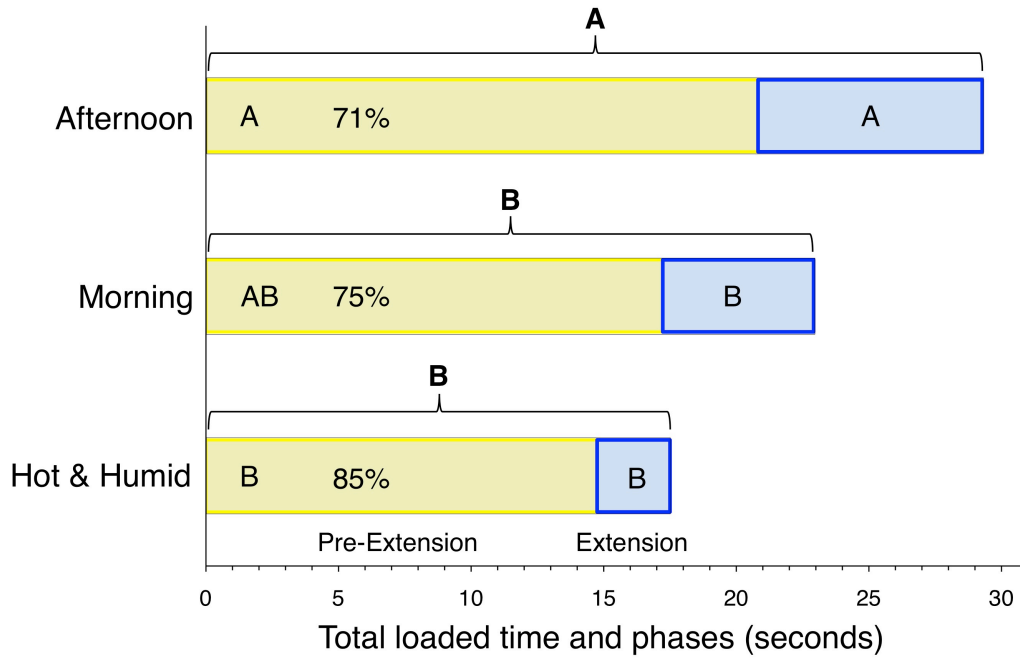 A
Afternoon A 71% A
B
Morning AB 75% B
B
Hot & Humid B 85% B
Pre-Extension Extension
0 5 10 15 20 25 30
Total loaded time and phases (seconds)